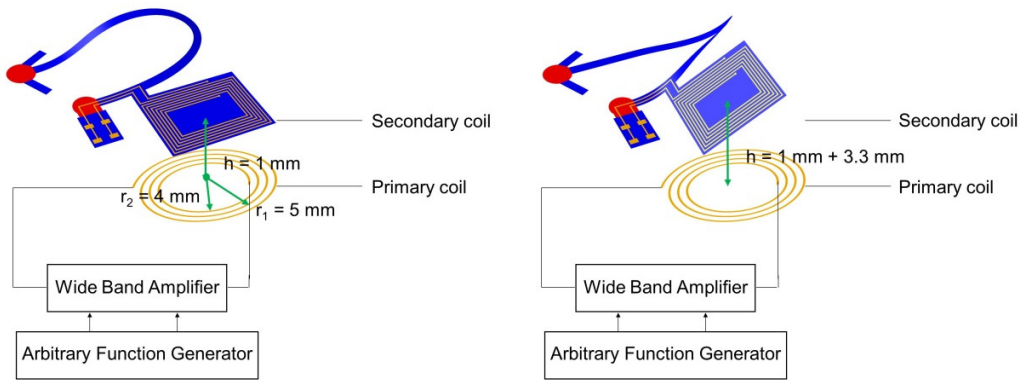 Secondary coil
h = 1 mm
Primary coil
r₂ = 4 mm
r₁ = 5 mm
Wide Band Amplifier
Arbitrary Function Generator
Secondary coil
h = 1 mm + 3.3 mm
Primary coil
Wide Band Amplifier
Arbitrary Function Generator